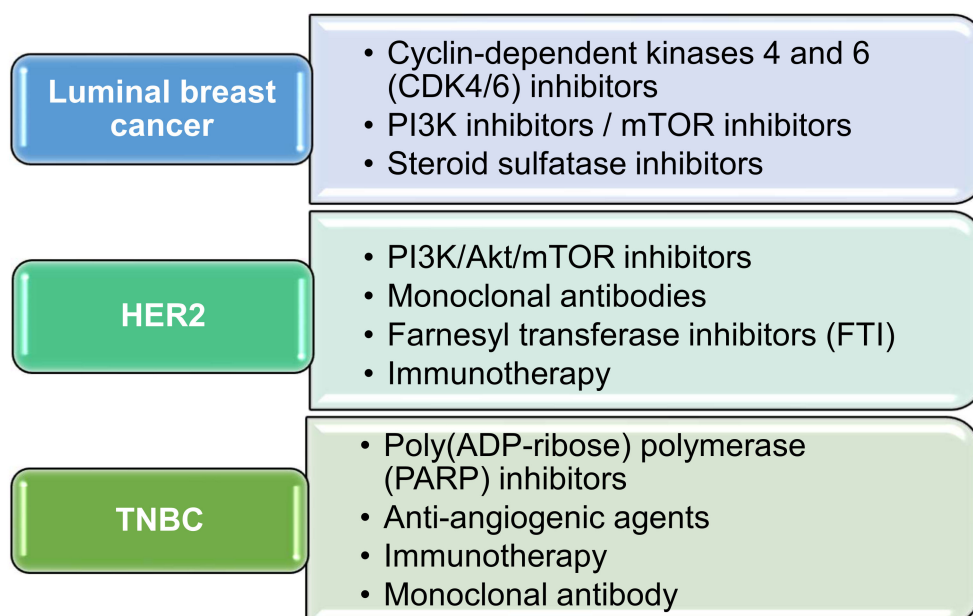 Luminal breast
cancer
• Cyclin-dependent kinases 4 and 6
(CDK4/6) inhibitors
• PI3K inhibitors / mTOR inhibitors
• Steroid sulfatase inhibitors
HER2
• PI3K/Akt/mTOR inhibitors
• Monoclonal antibodies
• Farnesyl transferase inhibitors (FTI)
• Immunotherapy
TNBC
• Poly(ADP-ribose) polymerase
(PARP) inhibitors
• Anti-angiogenic agents
• Immunotherapy
• Monoclonal antibody